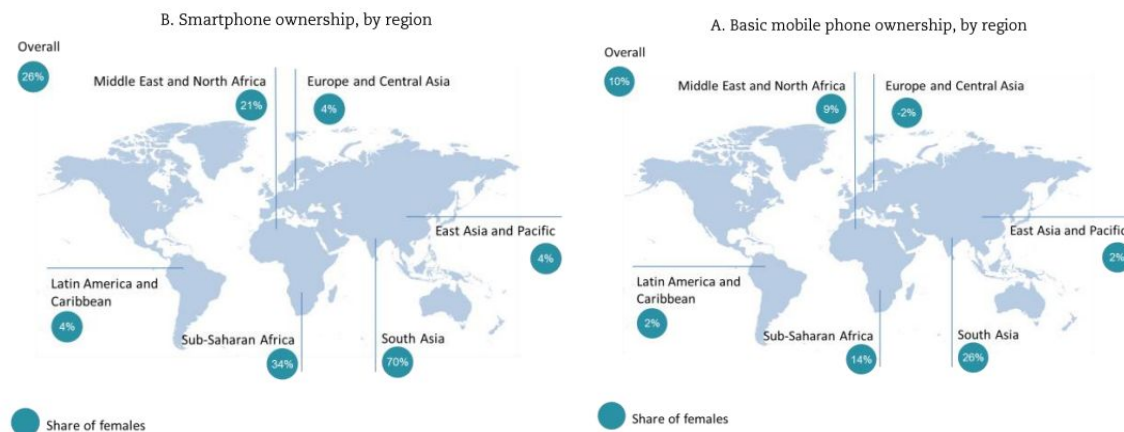 B. Smartphone ownership, by region
Overall
26%
Middle East and North Africa
21%
Europe and Central Asia
4%
East Asia and Pacific
4%
Latin America and
Caribbean
4%
Sub-Saharan Africa
34%
South Asia
70%
Share of females
A. Basic mobile phone ownership, by region
Overall
10%
Middle East and North Africa
9%
Europe and Central Asia
-2%
East Asia and Pacific
2%
Latin America and
Caribbean
2%
Sub-Saharan Africa
14%
South Asia
26%
Share of females